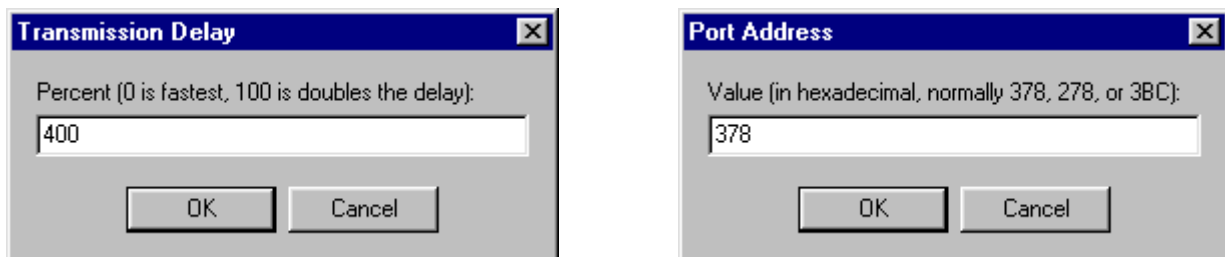 Transmission Delay
Percent (0 is fastest, 100 is doubles the delay):
400
OK Cancel
Port Address
Value (in hexadecimal, normally 378, 278, or 3BC):
378
OK Cancel